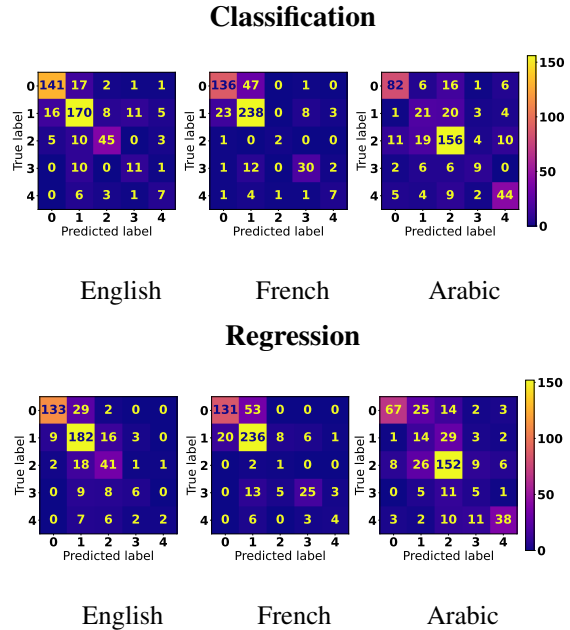 Classification
0 141 17 2 1 1
1 16 170 8 11 5
2 5 10 45 0 3
3 0 10 0 11 1
4 0 6 3 1 7
0 1 2 3 4
True label
Predicted label
136 47 0 1 0
23 238 0 8 3
1 0 2 0 0
1 12 0 30 2
1 4 1 1 7
0 1 2 3 4
Predicted label
0 82 6 16 1 6
1 1 21 20 3 4
2 11 19 156 4 10
3 2 6 6 9 0
4 5 4 9 2 44
0 1 2 3 4
True label
Predicted label
150
100
50
0
English French Arabic
Regression
0 133 29 2 0 0
1 9 182 16 3 0
2 2 18 41 1 1
3 0 9 8 6 0
4 0 7 6 2 2
0 1 2 3 4
True label
Predicted label
0 131 53 0 0 0
1 20 236 8 6 1
2 0 2 1 0 0
3 0 13 5 25 3
4 0 6 0 3 4
0 1 2 3 4
True label
Predicted label
0 67 25 14 2 3
1 1 14 29 3 2
2 8 26 152 9 6
3 0 5 11 5 1
4 3 2 10 11 38
0 1 2 3 4
True label
Predicted label
150
100
50
0
English French Arabic